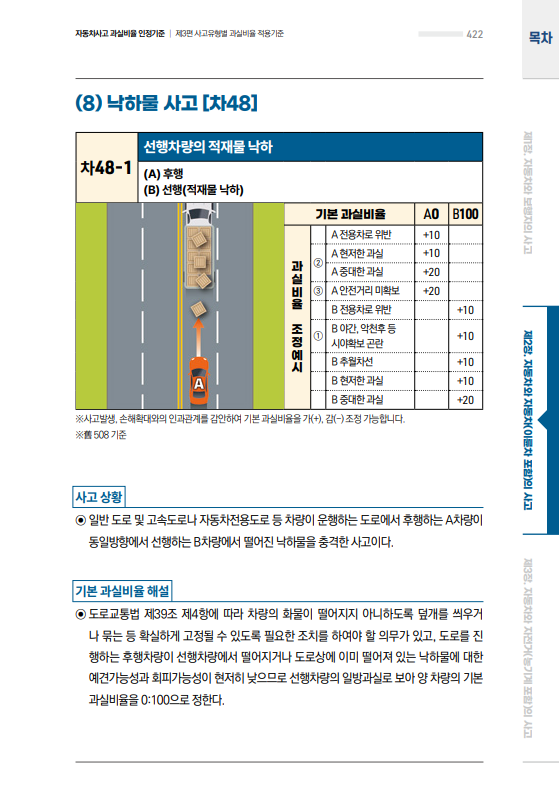 자동차사고 과실비율 인정기준 | 제3편 사고유형별 과실비율 적용기준
422
목차
(8) 낙하물 사고 [차48]
차48-1
선행차량의 적재물 낙하
(A) 후행
(B) 선행(적재물 낙하)
기본 과실비율 A0 B100
과실비율 조정예시
A 전용차로 위반 +10
② A 현저한 과실 +10
A 중대한 과실 +20
③ A 안전거리 미확보 +20
B 전용차로 위반 +10
① B 야간, 악천후 등
시야확보 곤란 +10
B 추월차선 +10
B 현저한 과실 +10
B 중대한 과실 +20
A
※사고발생, 손해확대와의 인과관계를 감안하여 기본 과실비율을 가(+), 감(-) 조정 가능합니다.
※舊 508 기준
사고 상황
◉ 일반 도로 및 고속도로나 자동차전용도로 등 차량이 운행하는 도로에서 후행하는 A차량이
동일방향에서 선행하는 B차량에서 떨어진 낙하물을 충격한 사고이다.
기본 과실비율 해설
◉ 도로교통법 제39조 제4항에 따라 차량의 화물이 떨어지지 아니하도록 덮개를 씌우거
나 묶는 등 확실하게 고정될 수 있도록 필요한 조치를 하여야 할 의무가 있고, 도로를 진
행하는 후행차량이 선행차량에서 떨어지거나 도로상에 이미 떨어져 있는 낙하물에 대한
예견가능성과 회피가능성이 현저히 낮으므로 선행차량의 일방과실로 보아 양 차량의 기본
과실비율을 0:100으로 정한다.
제1장. 자동차와 보행자의 사고
제2장. 자동차와 자동차(이륜차 포함)의 사고
제3장. 자동차와 자전거(농기계 포함)의 사고